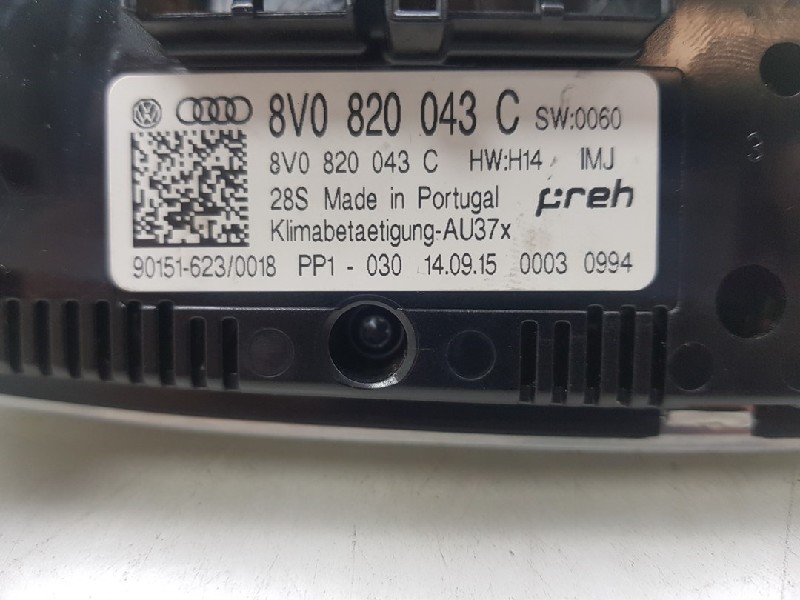 8V0 820 043 C SW:0060
8V0 820 043 C HW:H14 IMJ
28S Made in Portugal preh
Klimabetaetigung-AU37x
90151-623/0018 PP1 - 030 14.09.15 0003 0994
3